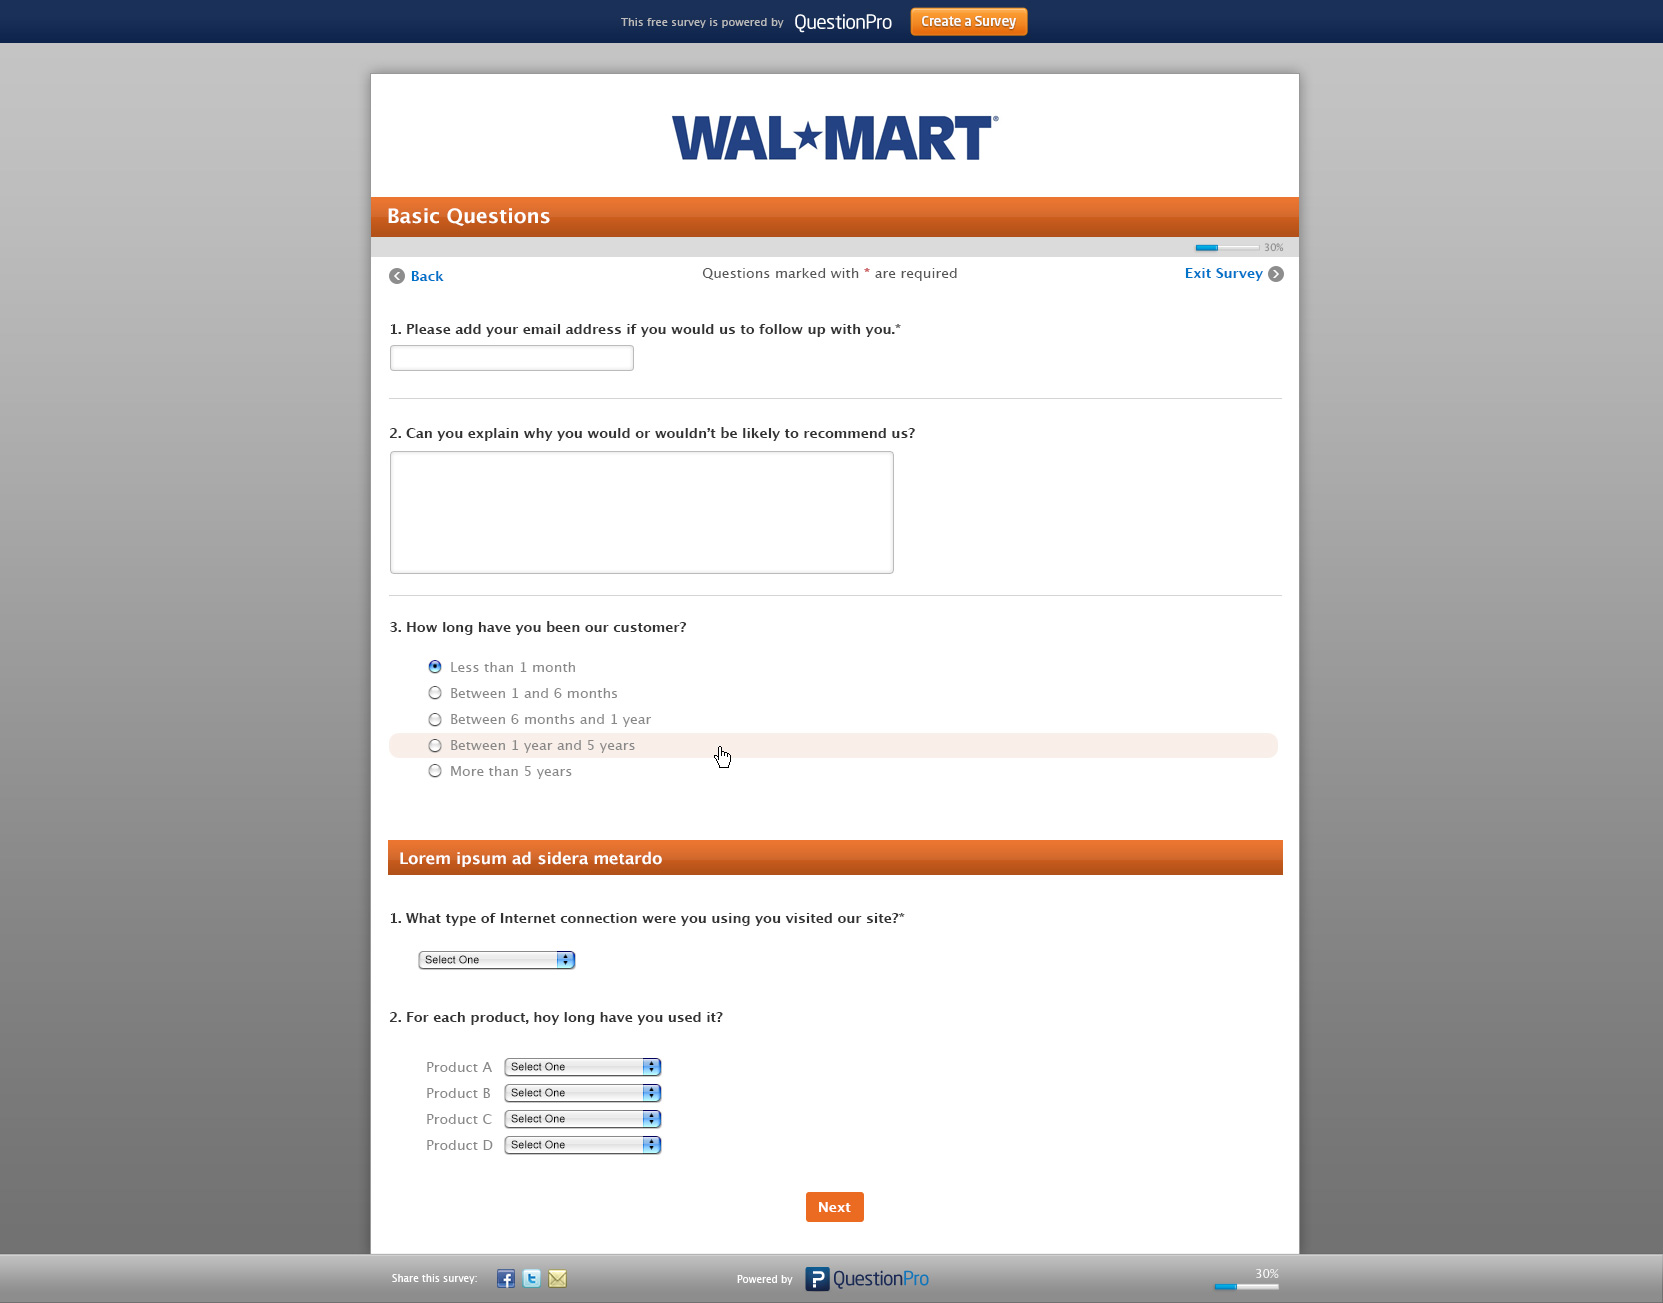 This free survey is powered by QuestionPro Create a Survey
WAL★MART®
Basic Questions
30%
Back Questions marked with * are required Exit Survey
1. Please add your email address if you would us to follow up with you.*
2. Can you explain why you would or wouldn't be likely to recommend us?
3. How long have you been our customer?
Less than 1 month
Between 1 and 6 months
Between 6 months and 1 year
Between 1 year and 5 years
More than 5 years
Lorem ipsum ad sidera metardo
1. What type of Internet connection were you using you visited our site?*
Select One
2. For each product, hoy long have you used it?
Product A Select One
Product B Select One
Product C Select One
Product D Select One
Next
Share this survey: Powered by QuestionPro 30%